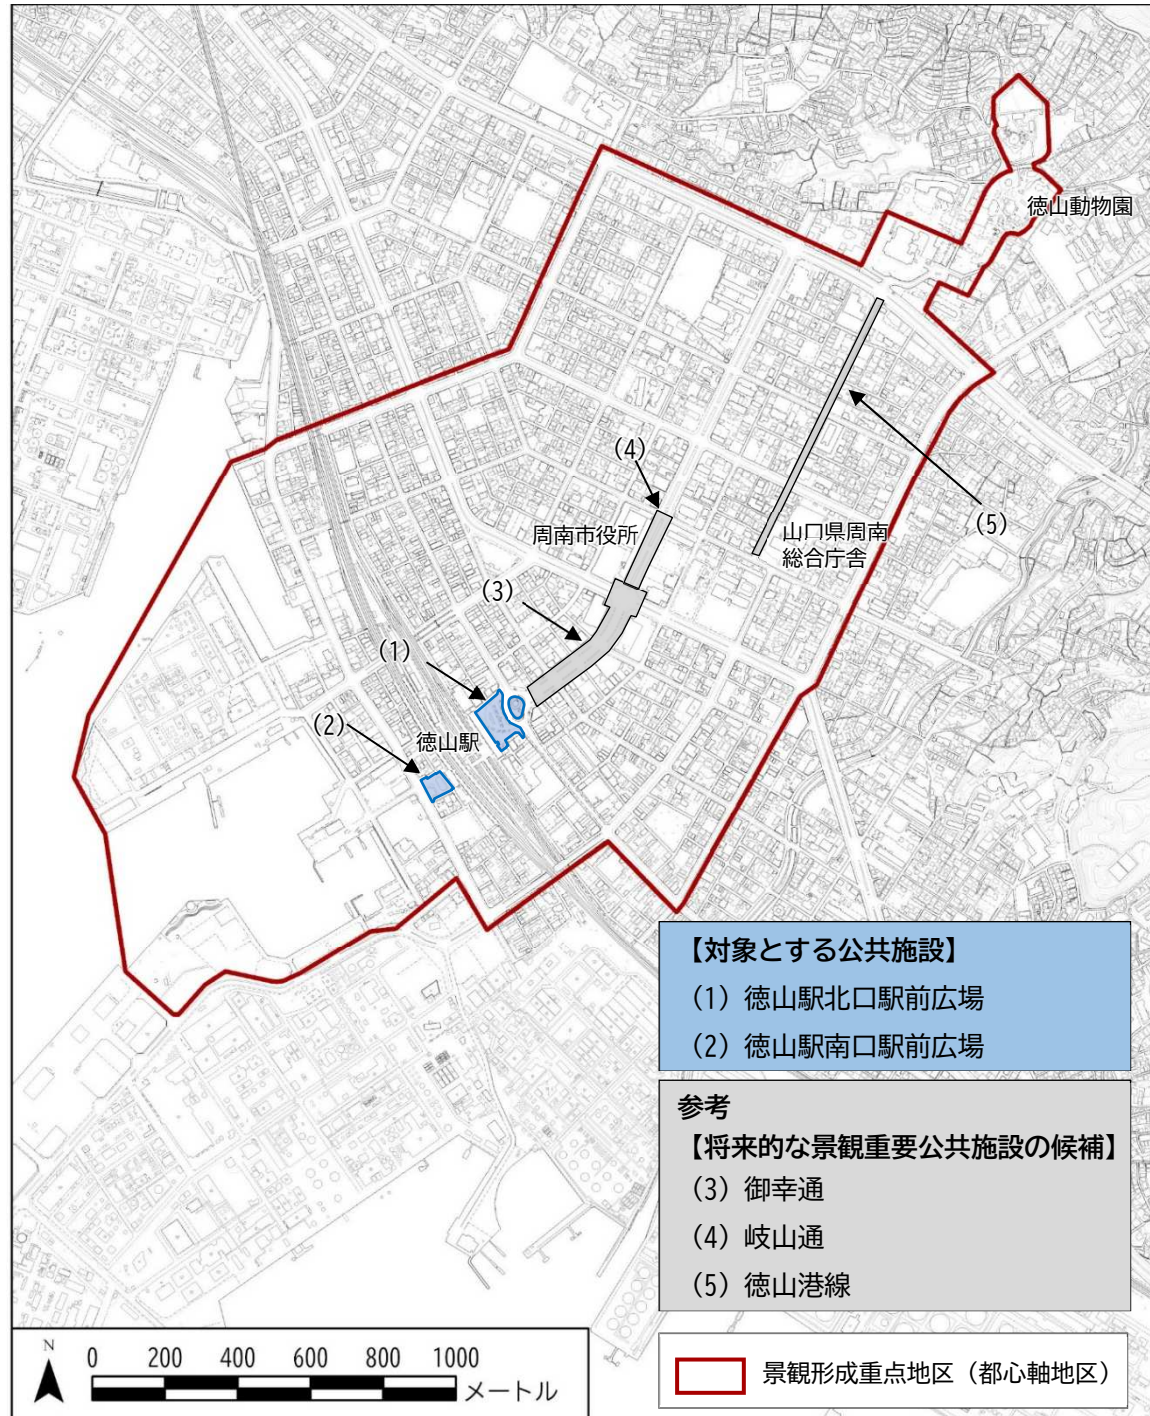 徳山動物園
(4)
周南市役所
(5)
山口県周南
総合庁舎
(3)
(1)
(2)
徳山駅
【対象とする公共施設】
(1) 徳山駅北口駅前広場
(2) 徳山駅南口駅前広場
参考
【将来的な景観重要公共施設の候補】
(3) 御幸通
(4) 岐山通
(5) 徳山港線
N
0 200 400 600 800 1000
メートル
景観形成重点地区（都心軸地区）